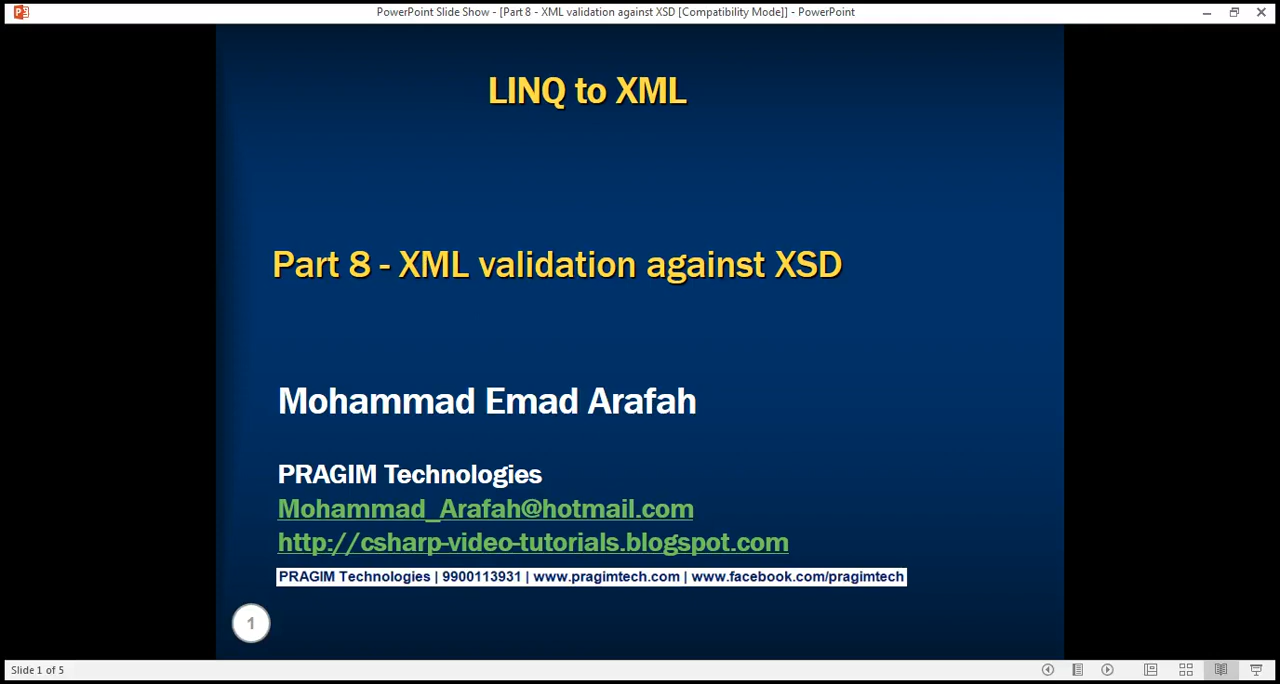 PowerPoint Slide Show - [Part 8 - XML validation against XSD [Compatibility Mode]] - PowerPoint
LINQ to XML
Part 8 - XML validation against XSD
Mohammad Emad Arafah
PRAGIM Technologies
Mohammad_Arafah@hotmail.com
http://csharp-video-tutorials.blogspot.com
PRAGIM Technologies | 9900113931 | www.pragimtech.com | www.facebook.com/pragimtech
1
Slide 1 of 5